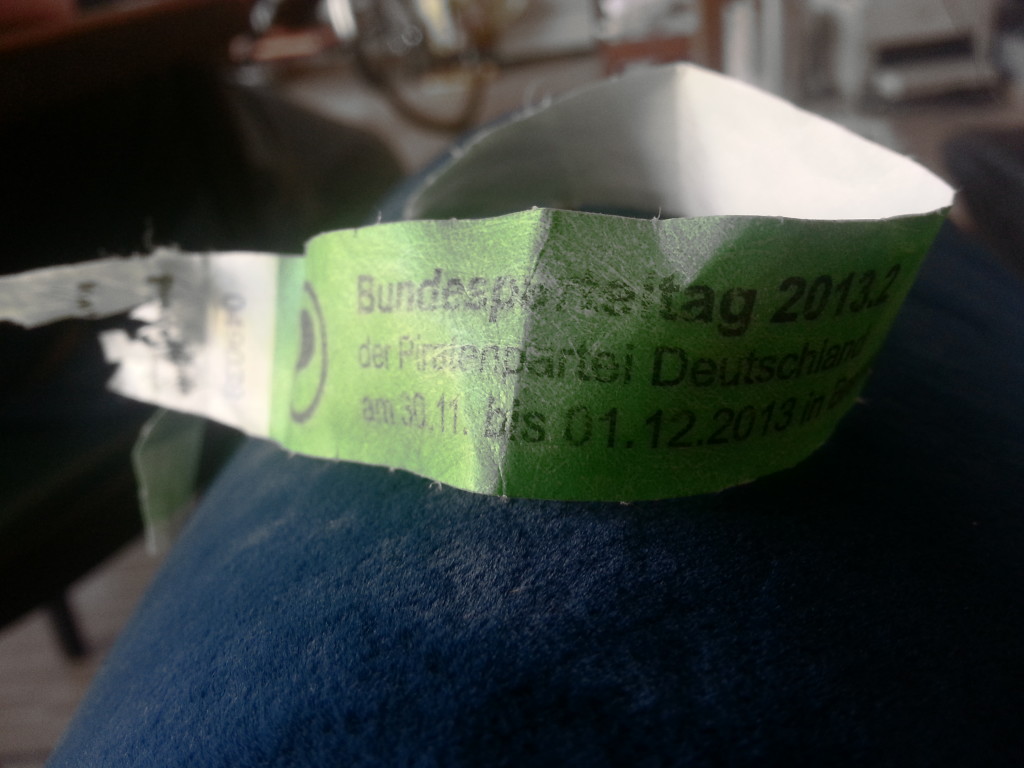 Bundesparteitag 2013.2
der Piratenpartei Deutschland
am 30.11. bis 01.12.2013 in